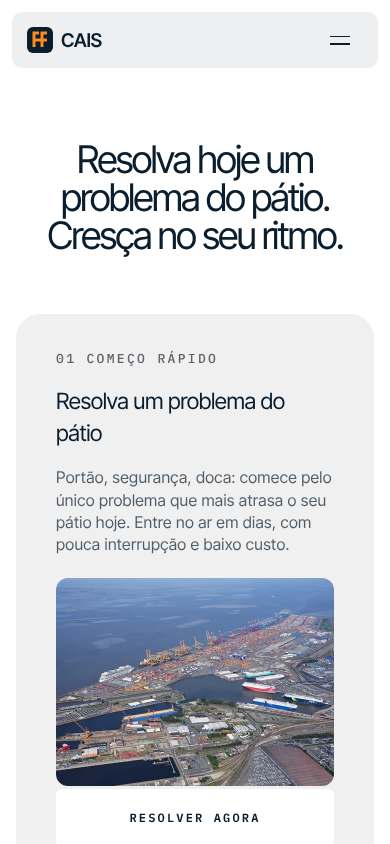 CAIS
Resolva hoje um
problema do pátio.
Cresça no seu ritmo.
01 COMEÇO RÁPIDO
Resolva um problema do
pátio
Portão, segurança, doca: comece pelo
único problema que mais atrasa o seu
pátio hoje. Entre no ar em dias, com
pouca interrupção e baixo custo.
RESOLVER AGORA